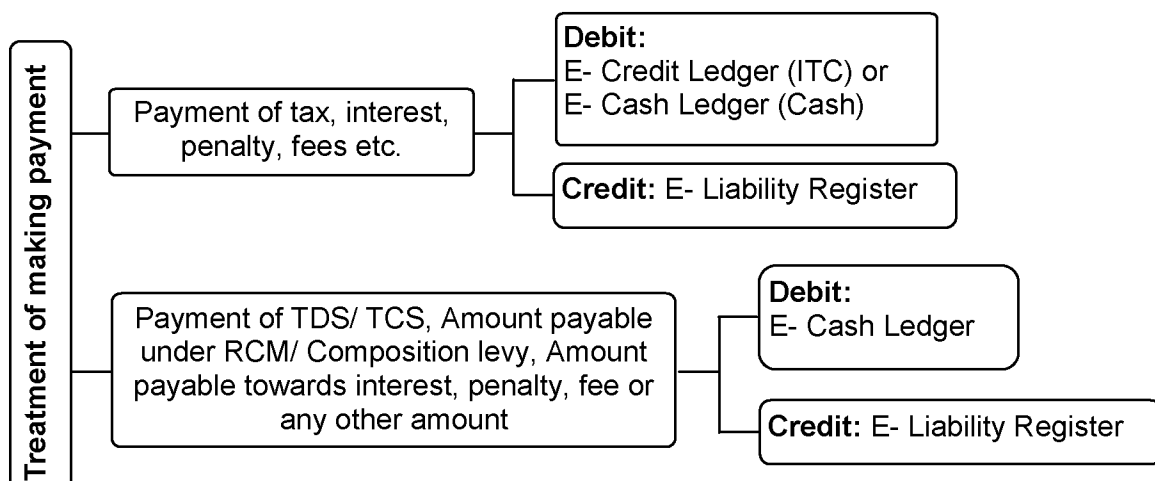 Treatment of making payment
Payment of tax, interest,
penalty, fees etc.
Debit:
E- Credit Ledger (ITC) or
E- Cash Ledger (Cash)
Credit: E- Liability Register
Payment of TDS/ TCS, Amount payable
under RCM/ Composition levy, Amount
payable towards interest, penalty, fee or
any other amount
Debit:
E- Cash Ledger
Credit: E- Liability Register